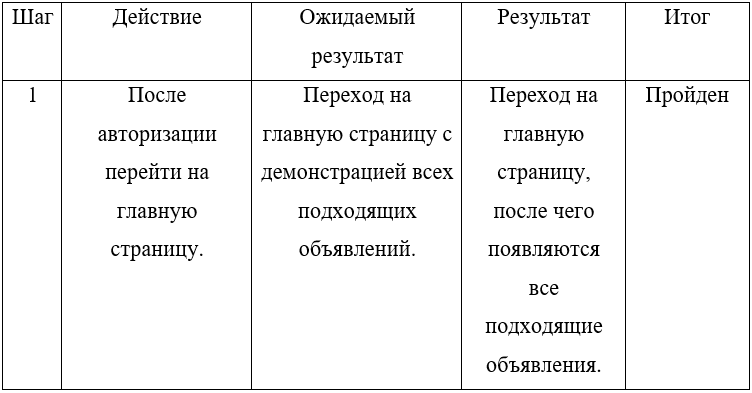 Шаг
Действие
Ожидаемый
результат
Результат
Итог
1
После
авторизации
перейти на
главную
страницу.
Переход на
главную страницу с
демонстрацией всех
подходящих
объявлений.
Переход на
главную
страницу,
после чего
появляются
все
подходящие
объявления.
Пройден